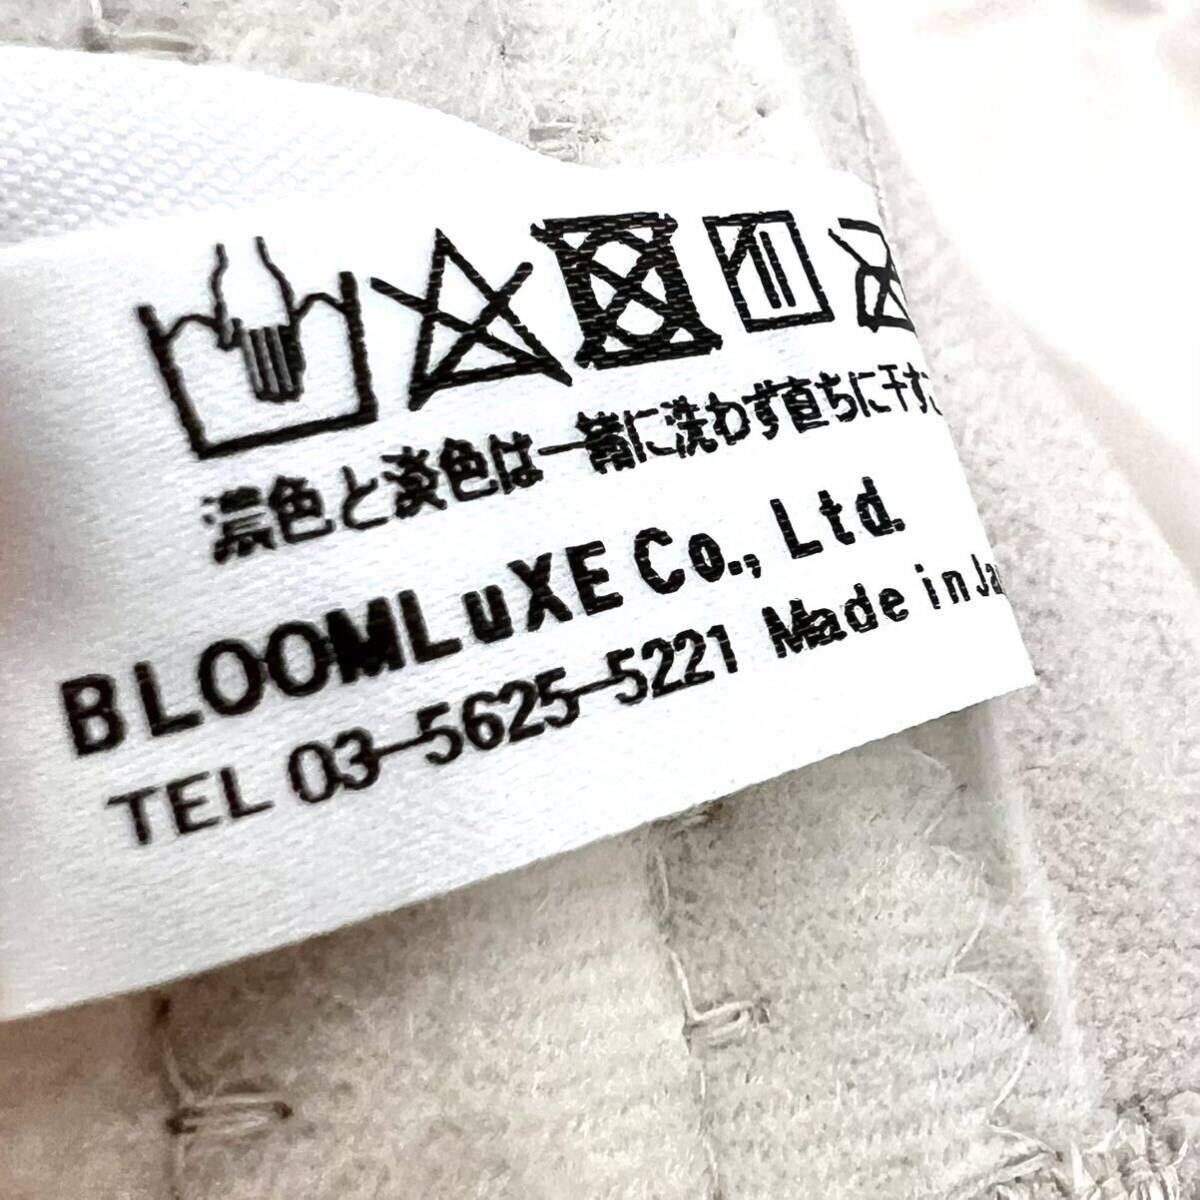 濃色と淡色は一緒に洗わず直ちに干す
BLOOMLuXE Co., Ltd.
TEL 03-5625-5221 Made in Ja